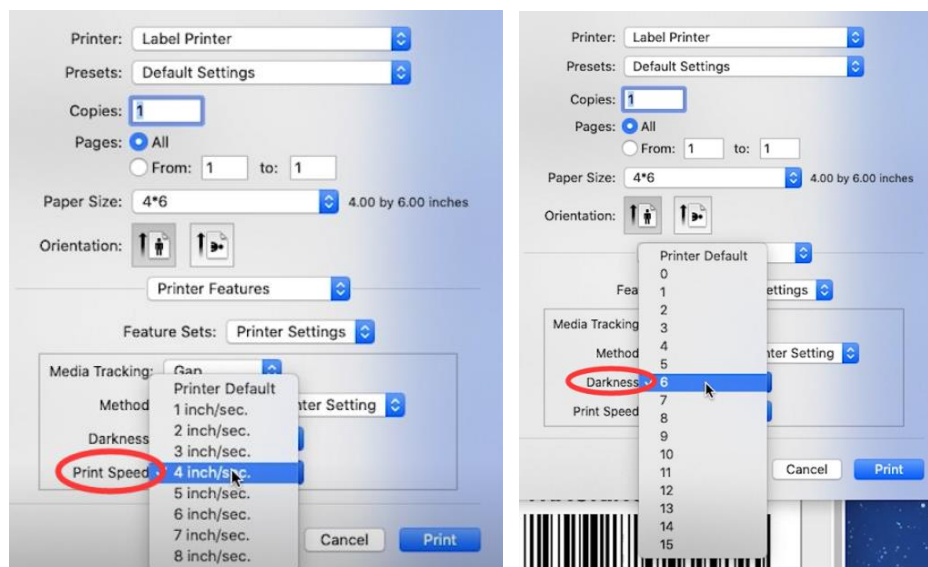 Printer: Label Printer
Presets: Default Settings
Copies: 1
Pages: All
From: 1 to: 1
Paper Size: 4*6 4.00 by 6.00 inches
Orientation:
Printer Features
Feature Sets: Printer Settings
Media Tracking: Gap
Printer Default
Method 1 inch/sec. nter Setting
2 inch/sec.
Darkness 3 inch/sec.
Print Speed 4 inch/sec.
5 inch/sec.
6 inch/sec.
7 inch/sec.
8 inch/sec.
Cancel Print
Printer: Label Printer
Presets: Default Settings
Copies: 1
Pages: All
From: 1 to: 1
Paper Size: 4*6 4.00 by 6.00 inches
Orientation:
Printer Default
0
Fea 1 ettings
2
Media Tracking 3
4
Method nter Setting
5
Darkness 6
7
Print Speed 8
9
10
11
12
13
14
15
Cancel Print